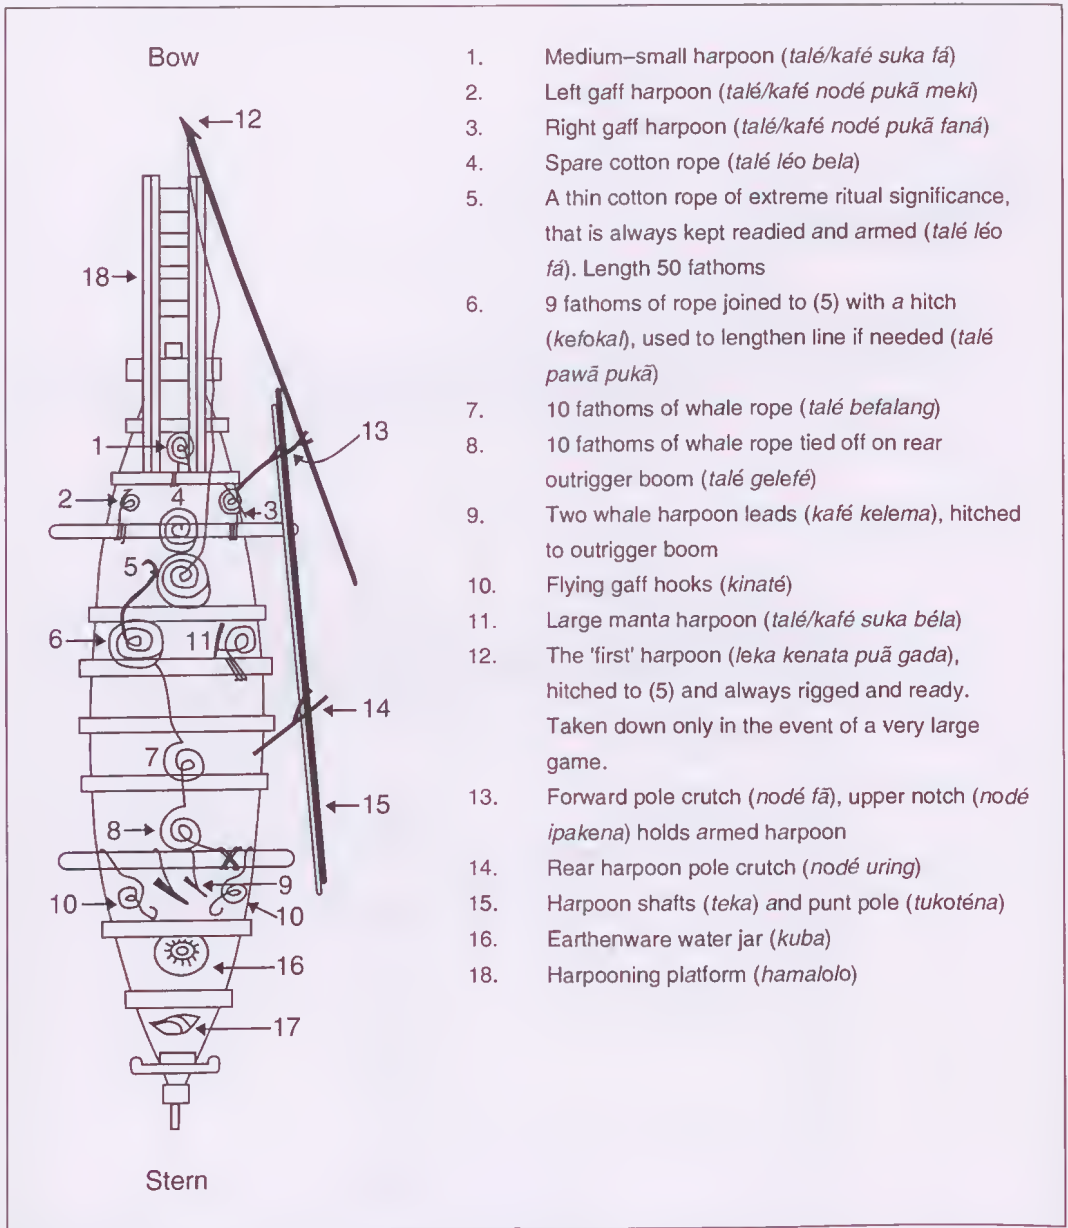 Bow
12
18
1
13
2
4
3
5
6
11
14
7
15
8
9
10
10
16
17
Stern
1. Medium–small harpoon (talé/kafé suka fá)
2. Left gaff harpoon (talé/kafé nodé pukã meki)
3. Right gaff harpoon (talé/kafé nodé pukã faná)
4. Spare cotton rope (talé léo bela)
5. A thin cotton rope of extreme ritual significance,
that is always kept readied and armed (talé léo
fá). Length 50 fathoms
6. 9 fathoms of rope joined to (5) with a hitch
(kefokal), used to lengthen line if needed (talé
pawã pukã)
7. 10 fathoms of whale rope (talé befalang)
8. 10 fathoms of whale rope tied off on rear
outrigger boom (talé gelefé)
9. Two whale harpoon leads (kafé kelema), hitched
to outrigger boom
10. Flying gaff hooks (kinaté)
11. Large manta harpoon (talé/kafé suka béla)
12. The 'first' harpoon (leka kenata puã gada),
hitched to (5) and always rigged and ready.
Taken down only in the event of a very large
game.
13. Forward pole crutch (nodé fã), upper notch (nodé
ipakena) holds armed harpoon
14. Rear harpoon pole crutch (nodé uring)
15. Harpoon shafts (teka) and punt pole (tukoténa)
16. Earthenware water jar (kuba)
18. Harpooning platform (hamalolo)